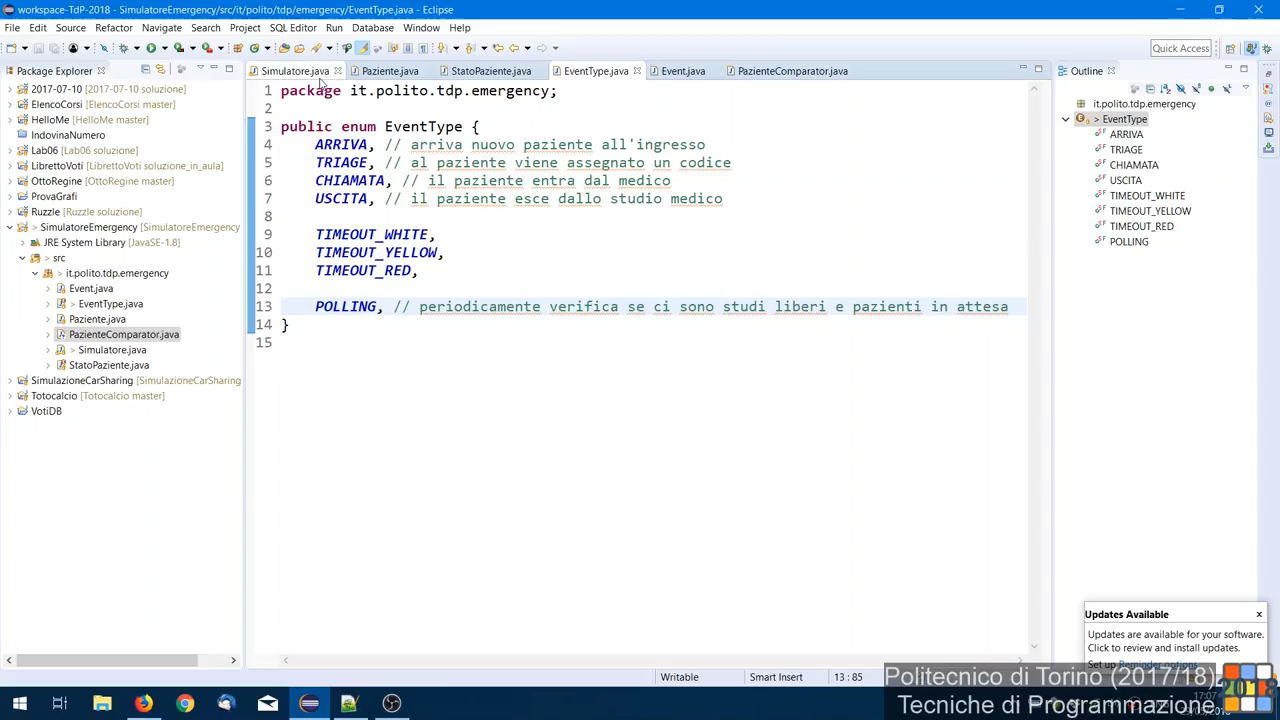 workspace-TdP-2018 - SimulatoreEmergency/src/it/polito/tdp/emergency/EventType.java - Eclipse
File Edit Source Refactor Navigate Search Project SQL Editor Run Database Window Help
Quick Access
Package Explorer
Simulatore.java Paziente.java StatoPaziente.java EventType.java Event.java PazienteComparator.java
Outline
2017-07-10 [2017-07-10 soluzione]
ElencoCorsi [ElencoCorsi master]
HelloMe [HelloMe master]
IndovinaNumero
Lab06 [Lab06 soluzione]
LibrettoVoti [LibrettoVoti soluzione_in_aula]
OttoRegine [OttoRegine master]
ProvaGrafi
Ruzzle [Ruzzle soluzione]
> SimulatoreEmergency [SimulatoreEmergency
JRE System Library [JavaSE-1.8]
> src
> it.polito.tdp.emergency
Event.java
> EventType.java
Paziente.java
PazienteComparator.java
> Simulatore.java
StatoPaziente.java
SimulazioneCarSharing [SimulazioneCarSharing
Totocalcio [Totocalcio master]
VotiDB
1 package it.polito.tdp.emergency;
2
3 public enum EventType {
4 ARRIVA, // arriva nuovo paziente all'ingresso
5 TRIAGE, // al paziente viene assegnato un codice
6 CHIAMATA, // il paziente entra dal medico
7 USCITA, // il paziente esce dallo studio medico
8
9 TIMEOUT_WHITE,
10 TIMEOUT_YELLOW,
11 TIMEOUT_RED,
12
13 POLLING, // periodicamente verifica se ci sono studi liberi e pazienti in attesa
14 }
15
it.polito.tdp.emergency
> EventType
ARRIVA
TRIAGE
CHIAMATA
USCITA
TIMEOUT_WHITE
TIMEOUT_YELLOW
TIMEOUT_RED
POLLING
Updates Available x
Updates are available for your software.
Click to review and install updates.
Set up Reminder options
Writable Smart Insert 13 : 85
Politecnico di Torino (2017/18)
Tecniche di Programmazione
2018
17:07